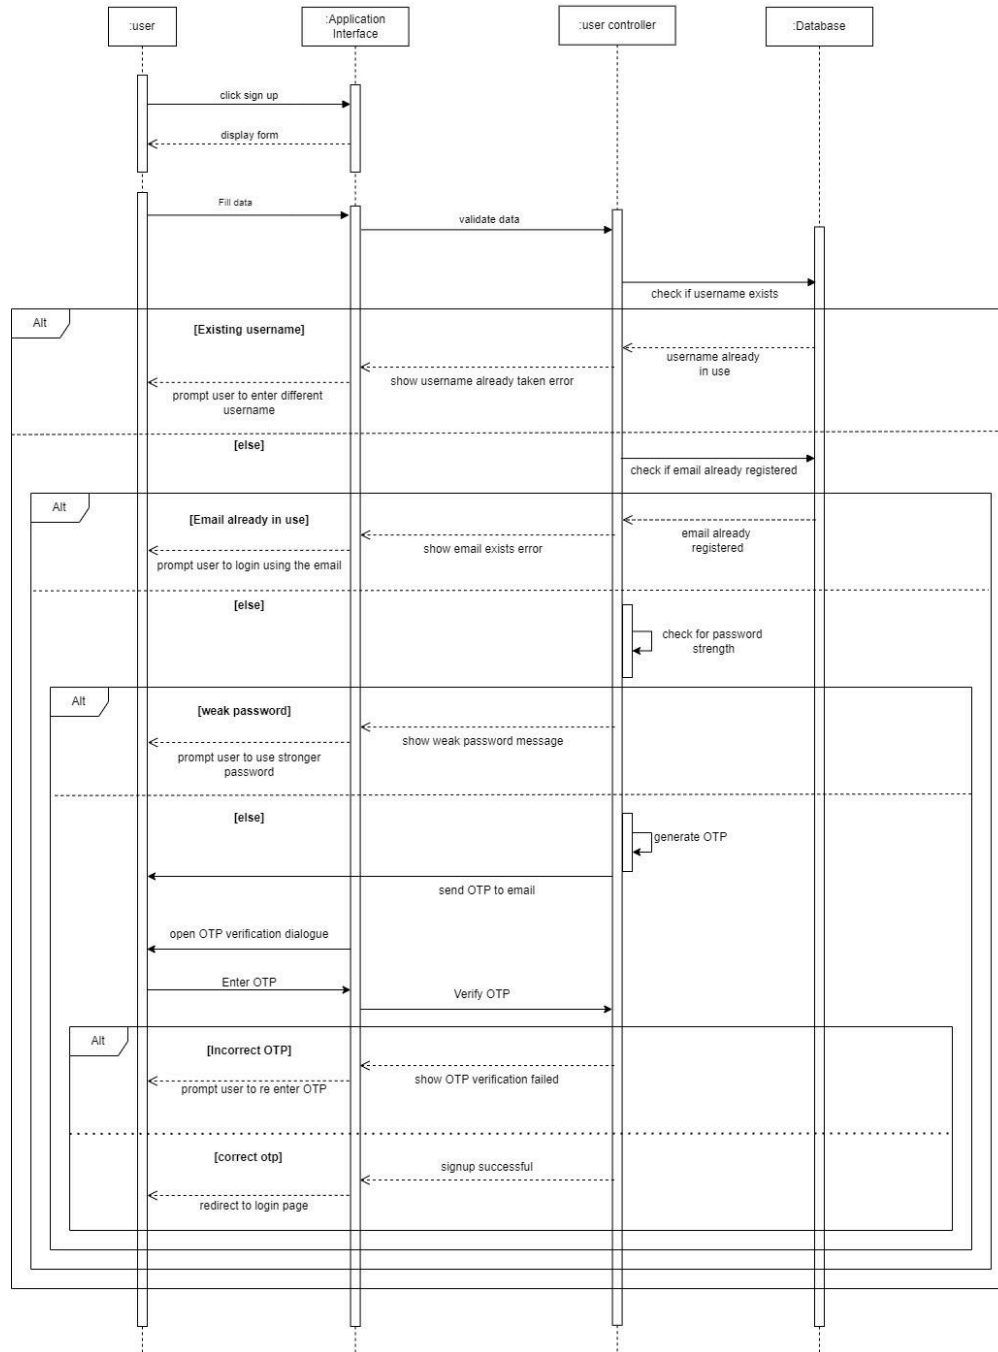 :user
:Application
Interface
:user controller
:Database
click sign up
display form
Fill data
validate data
check if username exists
Alt
[Existing username]
username already
in use
show username already taken error
prompt user to enter different
username
[else]
check if email already registered
Alt
[Email already in use]
email already
registered
show email exists error
prompt user to login using the email
[else]
check for password
strength
Alt
[weak password]
show weak password message
prompt user to use stronger
password
[else]
generate OTP
send OTP to email
open OTP verification dialogue
Enter OTP
Verify OTP
Alt
[Incorrect OTP]
show OTP verification failed
prompt user to re enter OTP
[correct otp]
signup successful
redirect to login page